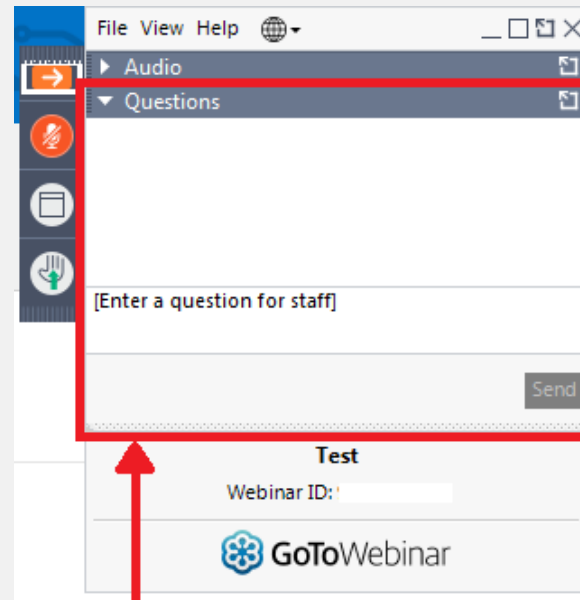 File View Help
Audio
Questions
[Enter a question for staff]
Send
Test
Webinar ID:
GoToWebinar